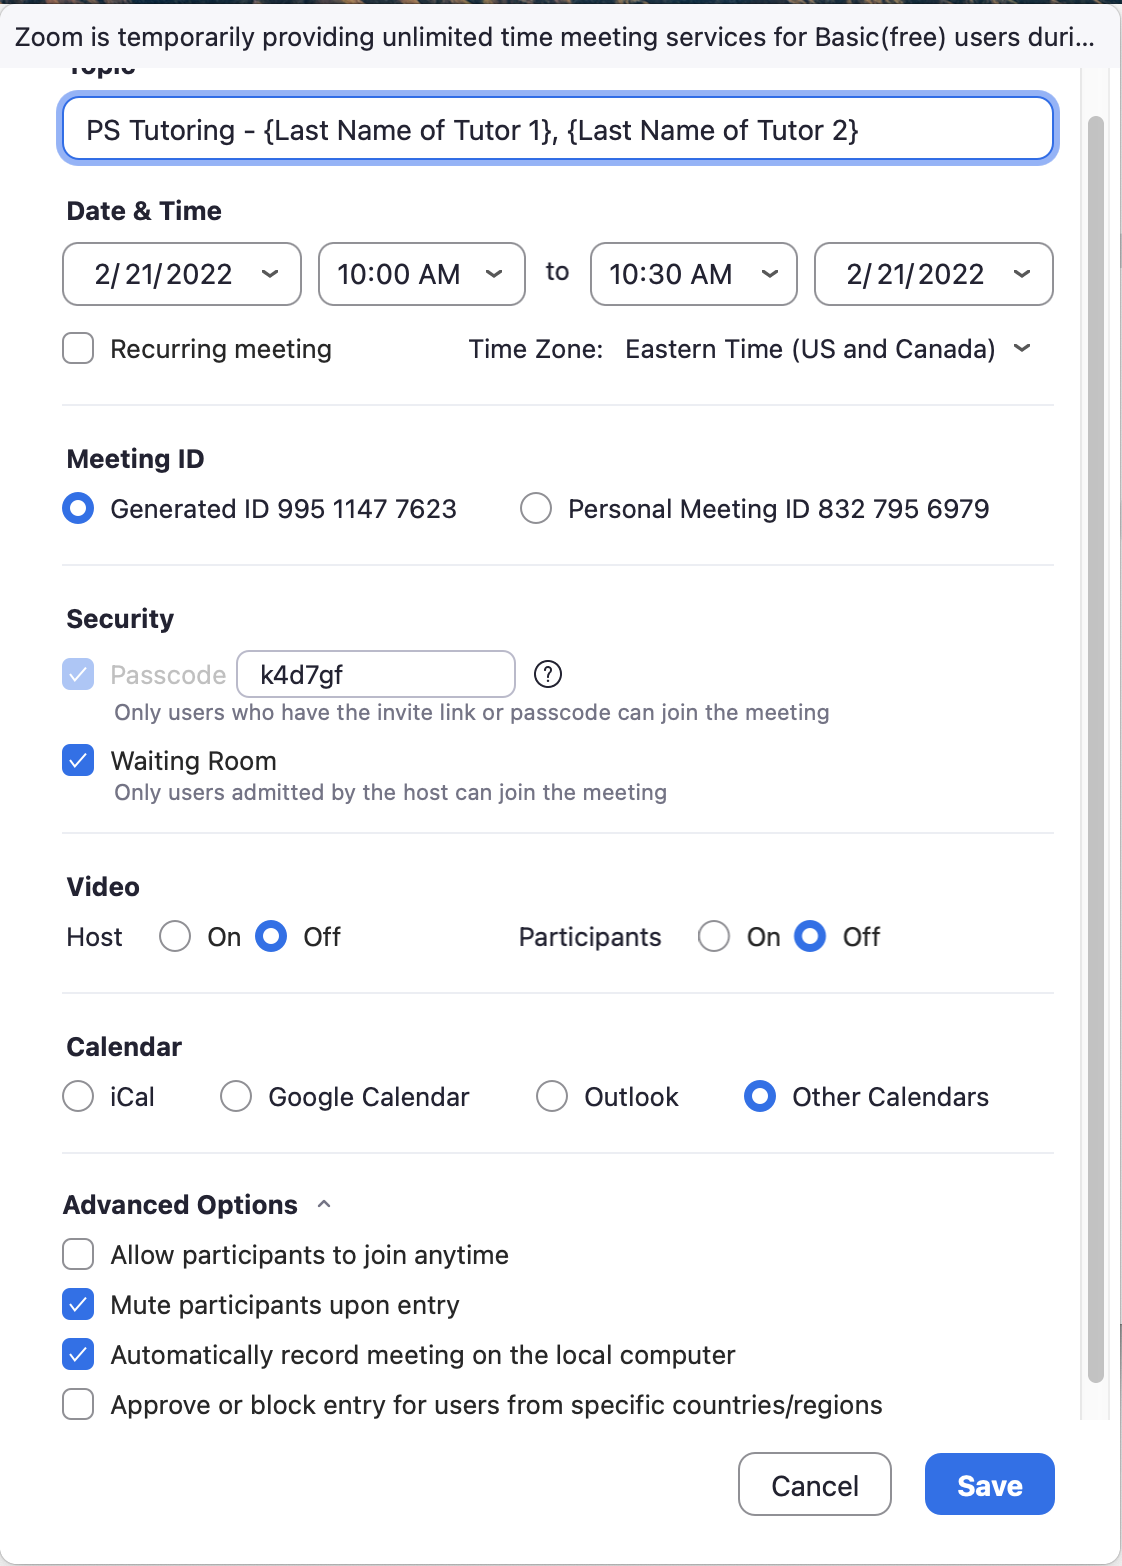 Zoom is temporarily providing unlimited time meeting services for Basic(free) users duri...
Topic
PS Tutoring - {Last Name of Tutor 1}, {Last Name of Tutor 2}
Date & Time
2/21/2022 10:00 AM to 10:30 AM 2/21/2022
Recurring meeting Time Zone: Eastern Time (US and Canada)
Meeting ID
Generated ID 995 1147 7623 Personal Meeting ID 832 795 6979
Security
Passcode k4d7gf ?
Only users who have the invite link or passcode can join the meeting
Waiting Room
Only users admitted by the host can join the meeting
Video
Host On Off Participants On Off
Calendar
iCal Google Calendar Outlook Other Calendars
Advanced Options
Allow participants to join anytime
Mute participants upon entry
Automatically record meeting on the local computer
Approve or block entry for users from specific countries/regions
Cancel Save